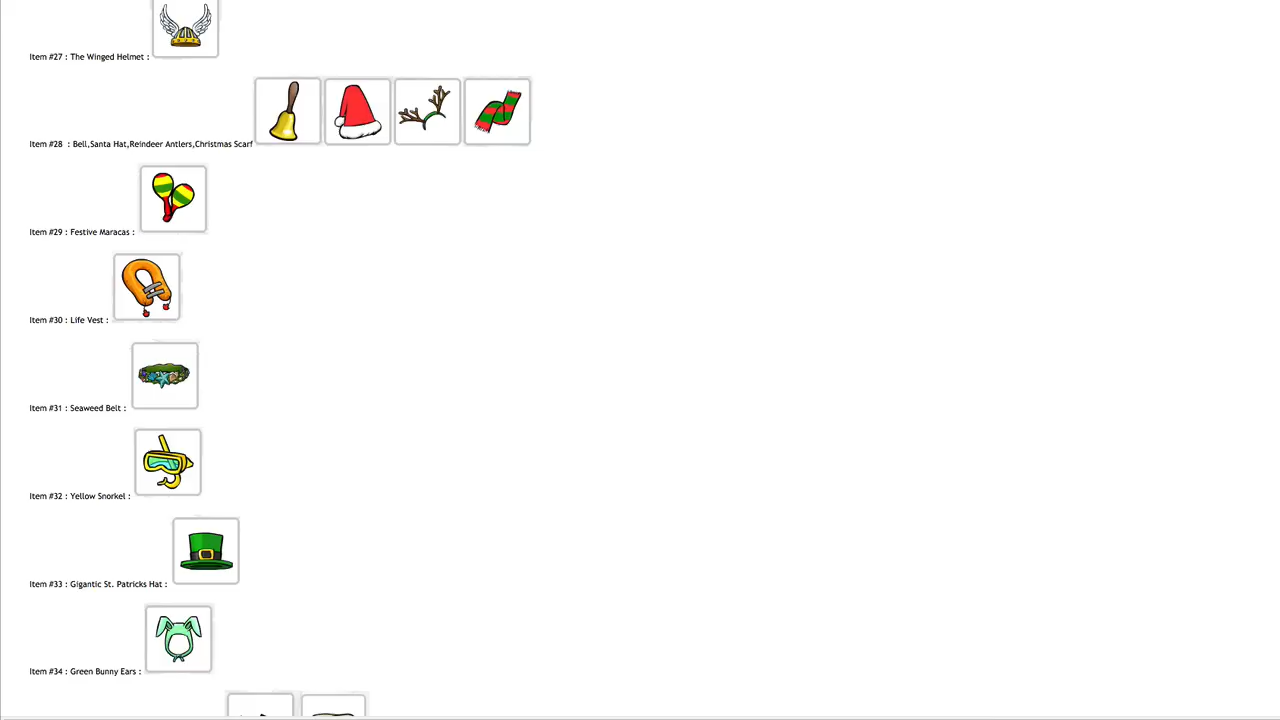 Item #27 : The Winged Helmet :
Item #28 : Bell,Santa Hat,Reindeer Antlers,Christmas Scarf
Item #29 : Festive Maracas :
Item #30 : Life Vest :
Item #31 : Seaweed Belt :
Item #32 : Yellow Snorkel :
Item #33 : Gigantic St. Patricks Hat :
Item #34 : Green Bunny Ears :